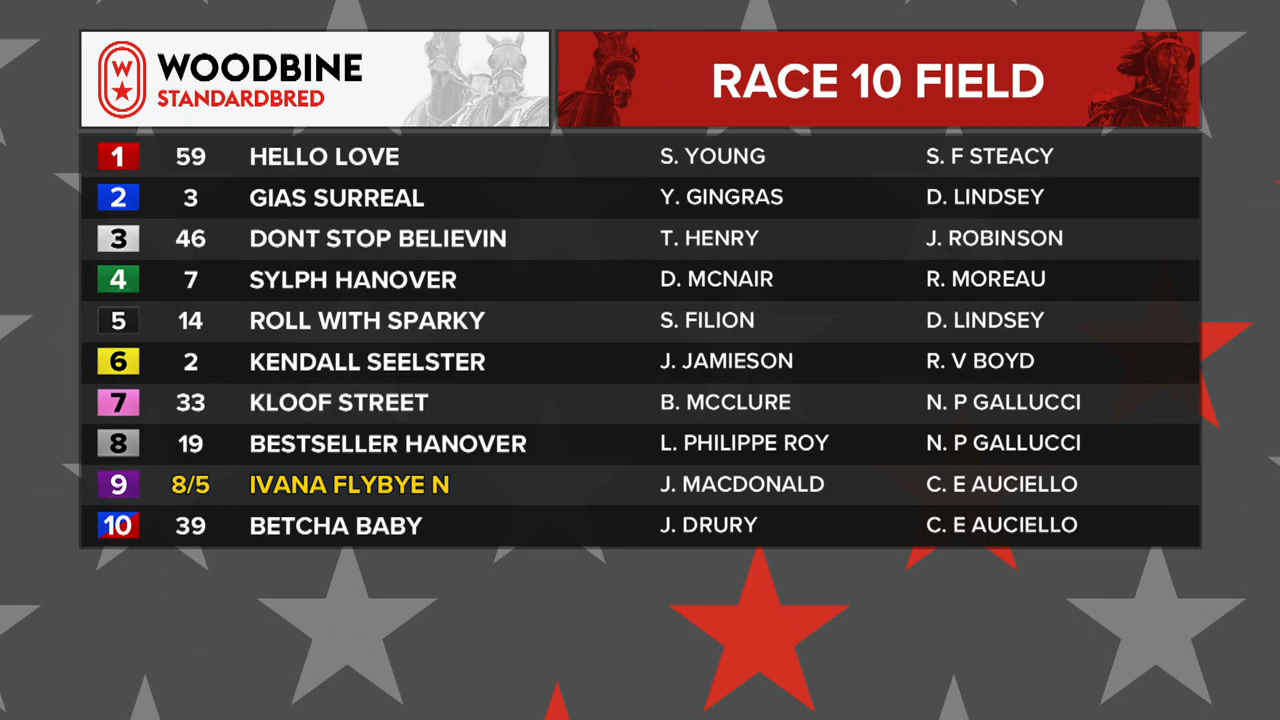 W
WOODBINE
STANDARDBRED
RACE 10 FIELD
1 59 HELLO LOVE S. YOUNG S. F STEACY
2 3 GIAS SURREAL Y. GINGRAS D. LINDSEY
3 46 DONT STOP BELIEVIN T. HENRY J. ROBINSON
4 7 SYLPH HANOVER D. MCNAIR R. MOREAU
5 14 ROLL WITH SPARKY S. FILION D. LINDSEY
6 2 KENDALL SEELSTER J. JAMIESON R. V BOYD
7 33 KLOOF STREET B. MCCLURE N. P GALLUCCI
8 19 BESTSELLER HANOVER L. PHILIPPE ROY N. P GALLUCCI
9 8/5 IVANA FLYBYE N J. MACDONALD C. E AUCIELLO
10 39 BETCHA BABY J. DRURY C. E AUCIELLO